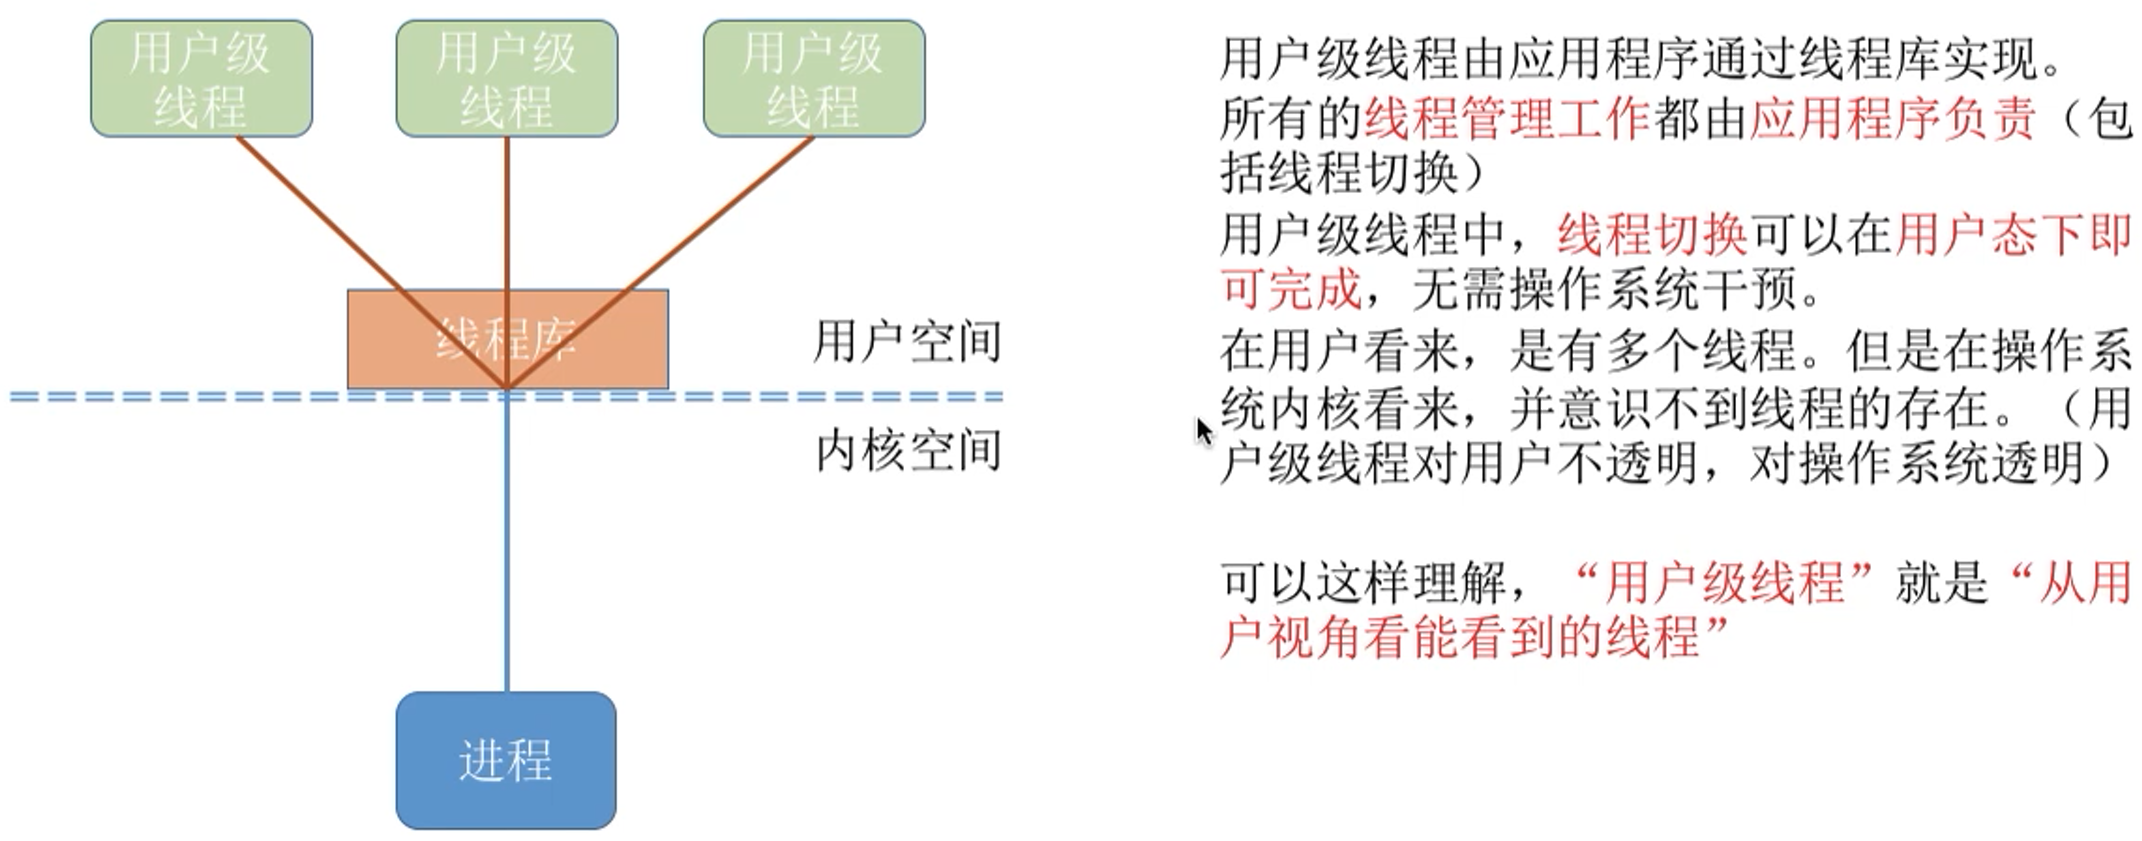 用户级
线程
用户级
线程
用户级
线程
线程库
用户空间
内核空间
进程
用户级线程由应用程序通过线程库实现。
所有的线程管理工作都由应用程序负责（包
括线程切换）
用户级线程中，线程切换可以在用户态下即
可完成，无需操作系统干预。
在用户看来，是有多个线程。但是在操作系
统内核看来，并意识不到线程的存在。（用
户级线程对用户不透明，对操作系统透明）
可以这样理解，“用户级线程”就是“从用
户视角看能看到的线程”